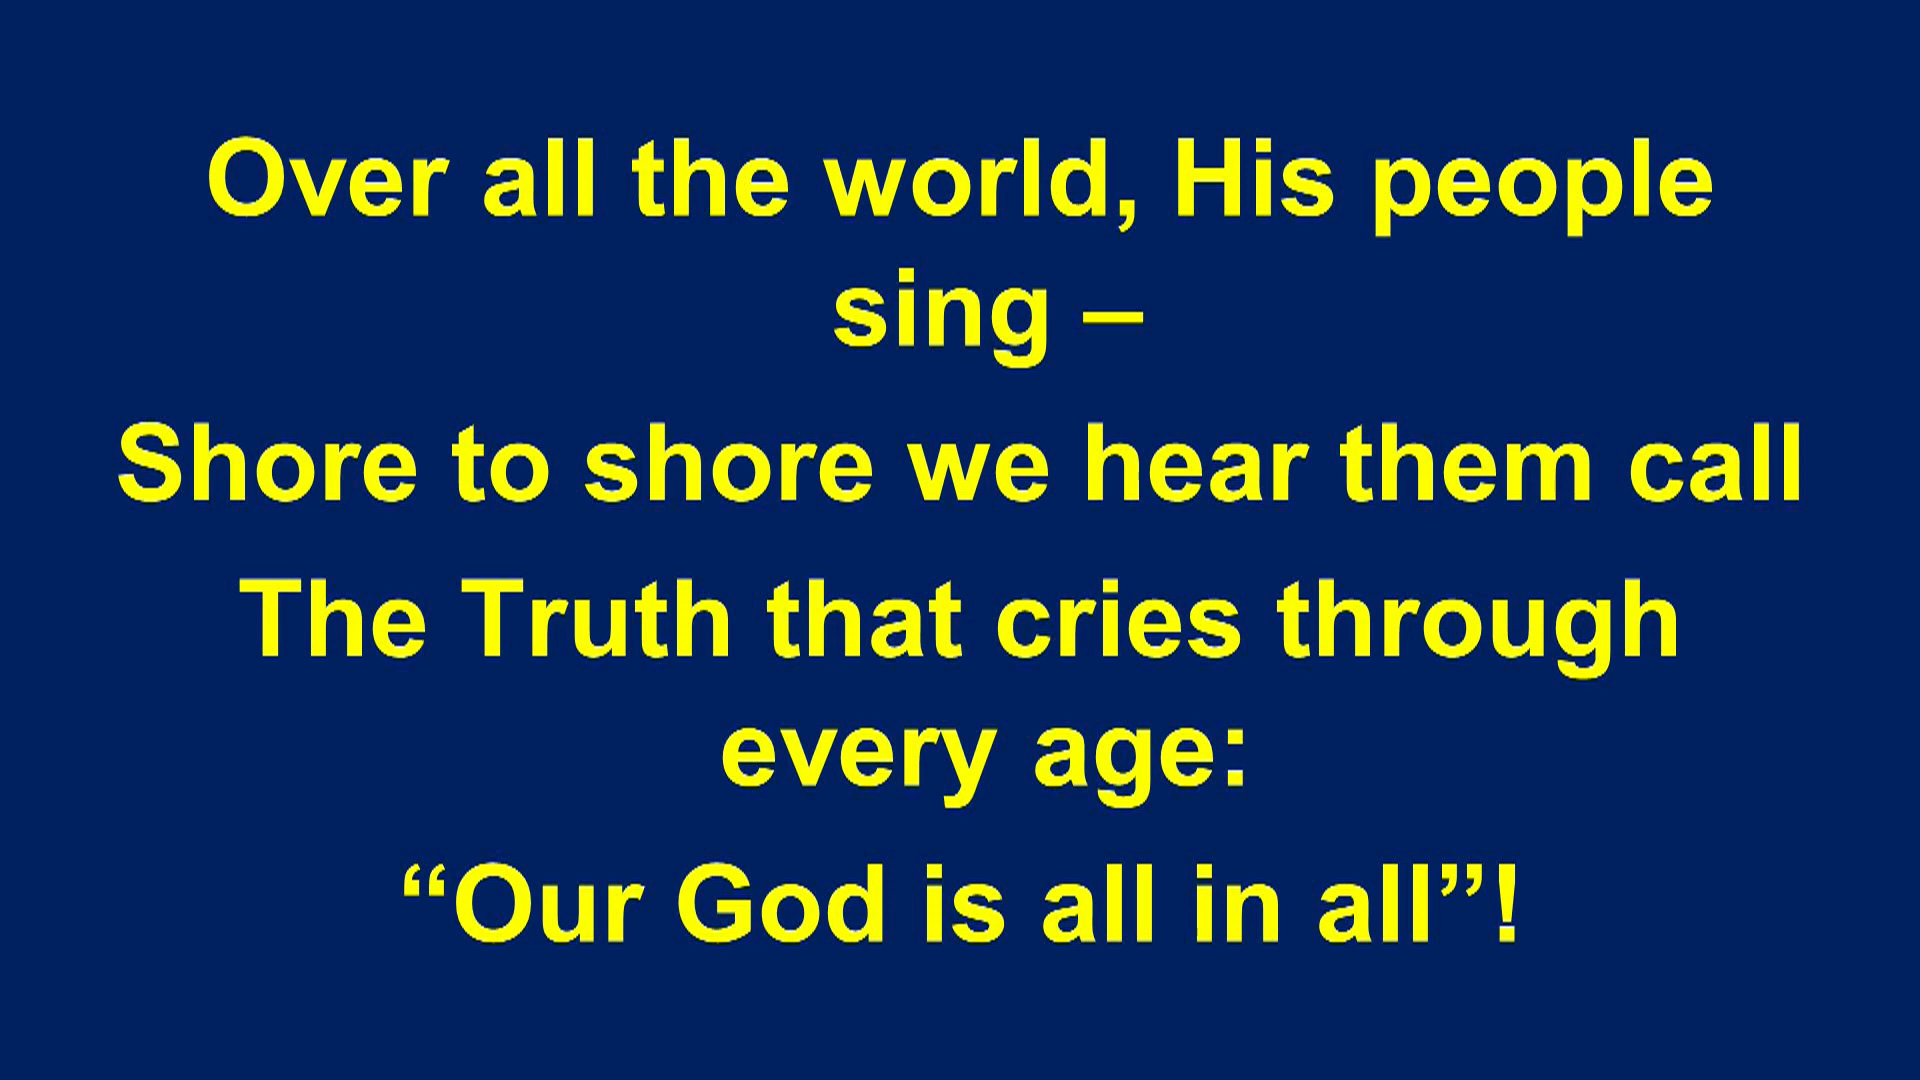 Over all the world, His people
sing –
Shore to shore we hear them call
The Truth that cries through
every age:
“Our God is all in all”!